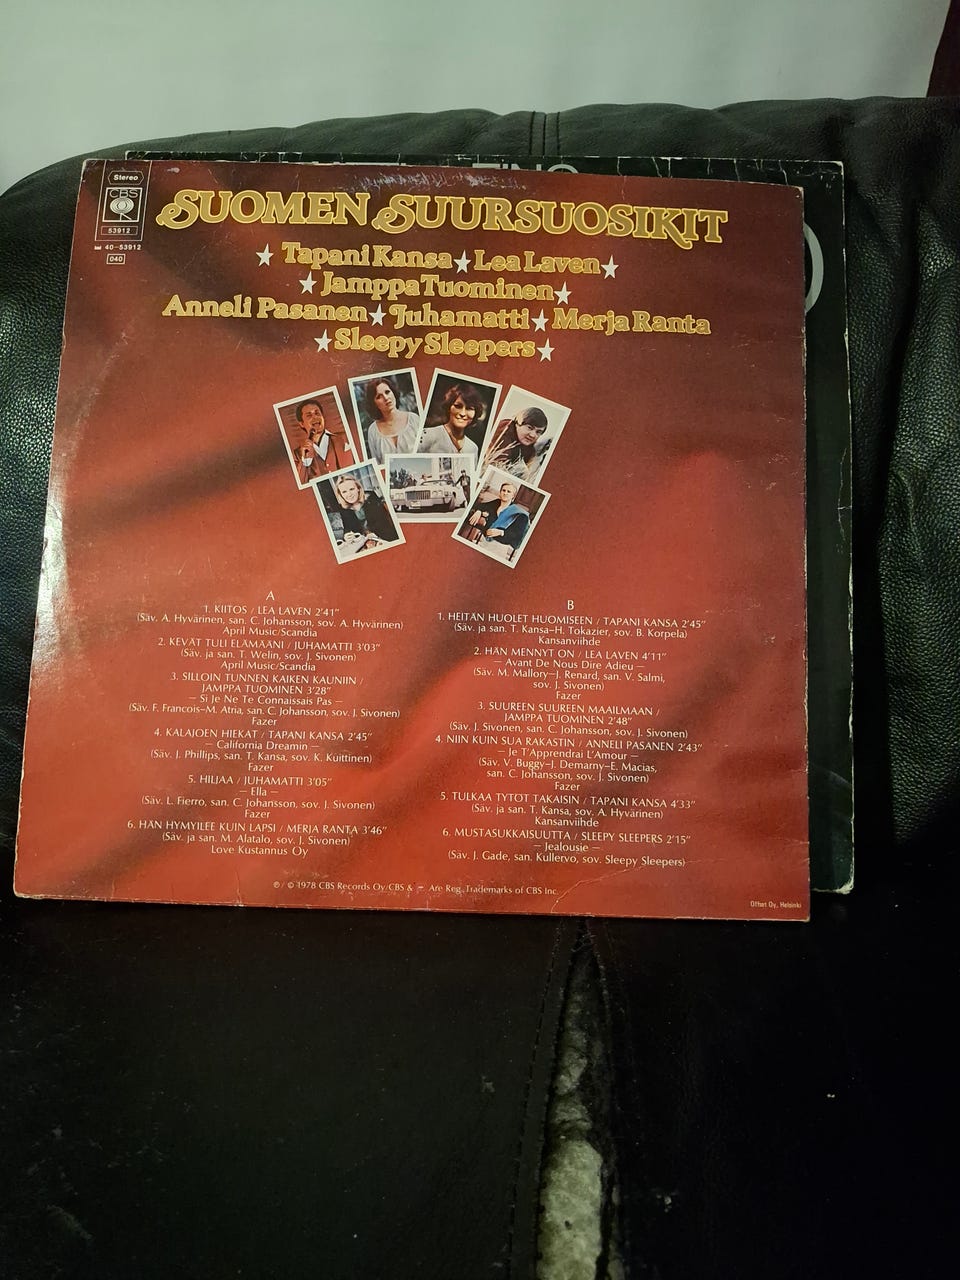 Stereo
CBS
53912
40-53912
040
SUOMEN SUURSUOSIKIT
Tapani Kansa ★ Lea Laven
Jamppa Tuominen
Anneli Pasanen ★ Juhamatti ★ Merja Ranta
Sleepy Sleepers
A
1. KIITOS / LEA LAVEN 2'41"
(Säv. A. Hyvärinen, san. C. Johansson, sov. A. Hyvärinen)
April Music/Scandia
2. KEVÄT TULI ELÄMÄÄNI / JUHAMATTI 3'03"
(Säv. ja san. T. Welin, sov. J. Sivonen)
April Music/Scandia
3. SILLOIN TUNNEN KAIKEN KAUNIIN /
JAMPPA TUOMINEN 3'28"
— Si Je Ne Te Connaissais Pas —
(Säv. F. Francois–M. Atria, san. C. Johansson, sov. J. Sivonen)
Fazer
4. KALAJOEN HIEKAT / TAPANI KANSA 2'45"
— California Dreamin —
(Säv. J. Phillips, san. T. Kansa, sov. K. Kuittinen)
Fazer
5. HILJAA / JUHAMATTI 3'05"
— Ella —
(Säv. L. Fierro, san. C. Johansson, sov. J. Sivonen)
Fazer
6. HÄN HYMYILEE KUIN LAPSI / MERJA RANTA 3'46"
(Säv. ja san. M. Alatalo, sov. J. Sivonen)
Love Kustannus Oy
B
1. HEITÄN HUOLET HUOMISEEN / TAPANI KANSA 2'45"
(Säv. ja san. T. Kansa–H. Tokazier, sov. B. Korpela)
Kansanviihde
2. HÄN MENNYT ON / LEA LAVEN 4'11"
— Avant De Nous Dire Adieu —
(Säv. M. Mallory–J. Renard, san. V. Salmi,
sov. J. Sivonen)
Fazer
3. SUUREEN SUUREEN MAAILMAAN /
JAMPPA TUOMINEN 2'48"
(Säv. J. Sivonen, san. C. Johansson, sov. J. Sivonen)
4. NIIN KUIN SUA RAKASTIN / ANNELI PASANEN 2'43"
— Je T'Apprendrai L'Amour —
(Säv. V. Buggy–J. Demarny–E. Macias,
san. C. Johansson, sov. J. Sivonen)
Fazer
5. TULKAA TYTÖT TAKAISIN / TAPANI KANSA 4'33"
(Säv. ja san. T. Kansa, sov. A. Hyvärinen)
Kansanviihde
6. MUSTASUKKAISUUTTA / SLEEPY SLEEPERS 2'15"
— Jealousie —
(Säv. J. Gade, san. Kullervo, sov. Sleepy Sleepers)
℗ / © 1978 CBS Records Oy/CBS & Are Reg. Trademarks of CBS Inc.
Offset Oy, Helsinki